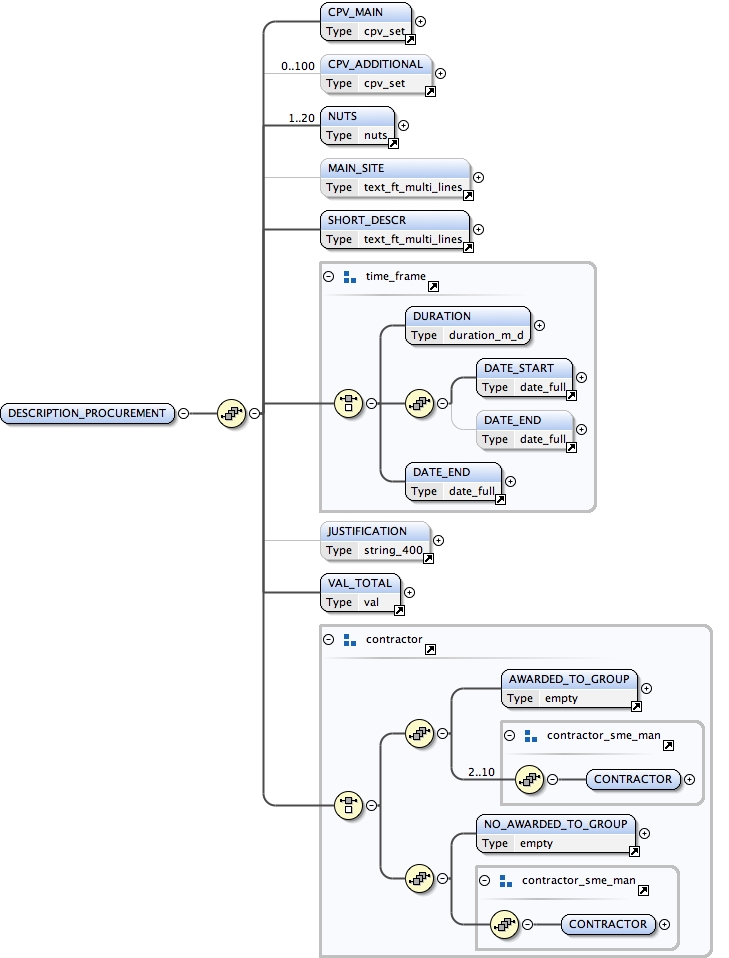 CPV_MAIN
Type cpv_set
0..100
CPV_ADDITIONAL
Type cpv_set
1..20
NUTS
Type nuts
MAIN_SITE
Type text_ft_multi_lines
SHORT_DESCR
Type text_ft_multi_lines
time_frame
DURATION
Type duration_m_d
DATE_START
Type date_full
DESCRIPTION_PROCUREMENT
DATE_END
Type date_full
DATE_END
Type date_full
JUSTIFICATION
Type string_400
VAL_TOTAL
Type val
contractor
AWARDED_TO_GROUP
Type empty
contractor_sme_man
2..10
CONTRACTOR
NO_AWARDED_TO_GROUP
Type empty
contractor_sme_man
CONTRACTOR